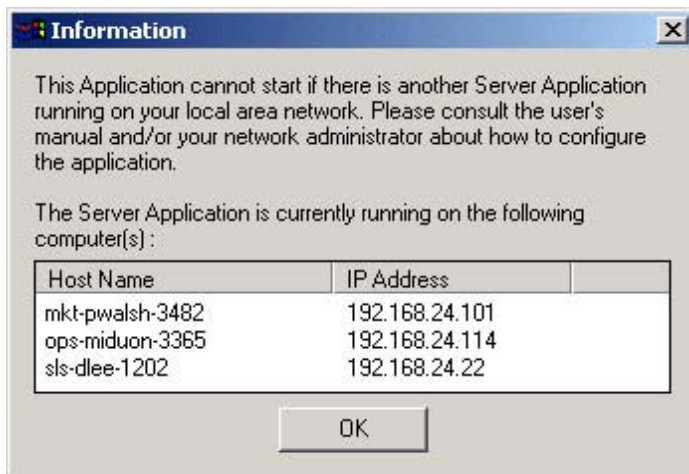 Information
This Application cannot start if there is another Server Application
running on your local area network. Please consult the user's
manual and/or your network administrator about how to configure
the application.
The Server Application is currently running on the following
computer(s) :
Host Name IP Address
mkt-pwalsh-3482 192.168.24.101
ops-miduon-3365 192.168.24.114
sls-dlee-1202 192.168.24.22
OK